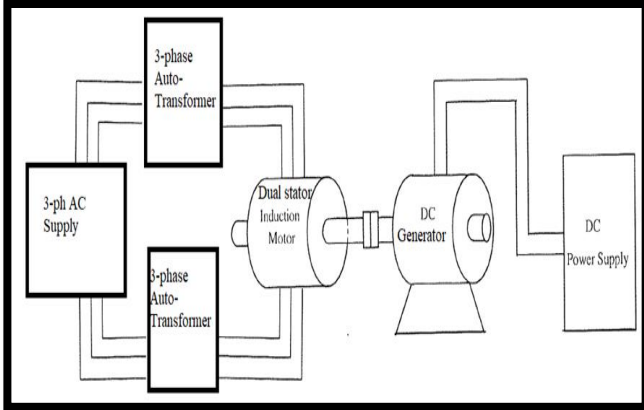 3-phase
Auto-
Transformer
3-ph AC
Supply
Dual stator
Induction
Motor
DC
Generator
DC
Power Supply
3-phase
Auto-
Transformer